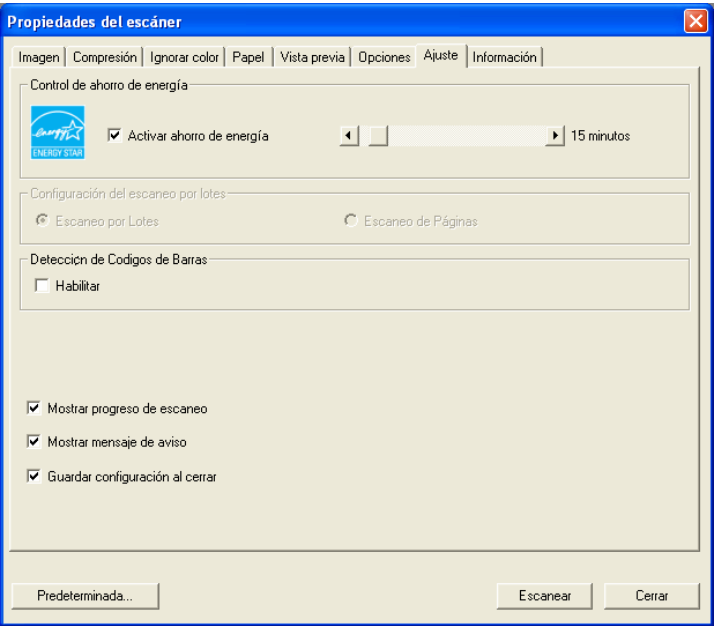 Propiedades del escáner
Imagen Compresión Ignorar color Papel Vista previa Opciones Ajuste Información
Control de ahorro de energía
energy
ENERGY STAR
Activar ahorro de energía
15 minutos
Configuración del escaneo por lotes
Escaneo por Lotes
Escaneo de Páginas
Detecciçn de Codigos de Barras
Habilitar
Mostrar progreso de escaneo
Mostrar mensaje de aviso
Guardar configuración al cerrar
Predeterminada...
Escanear
Cerrar